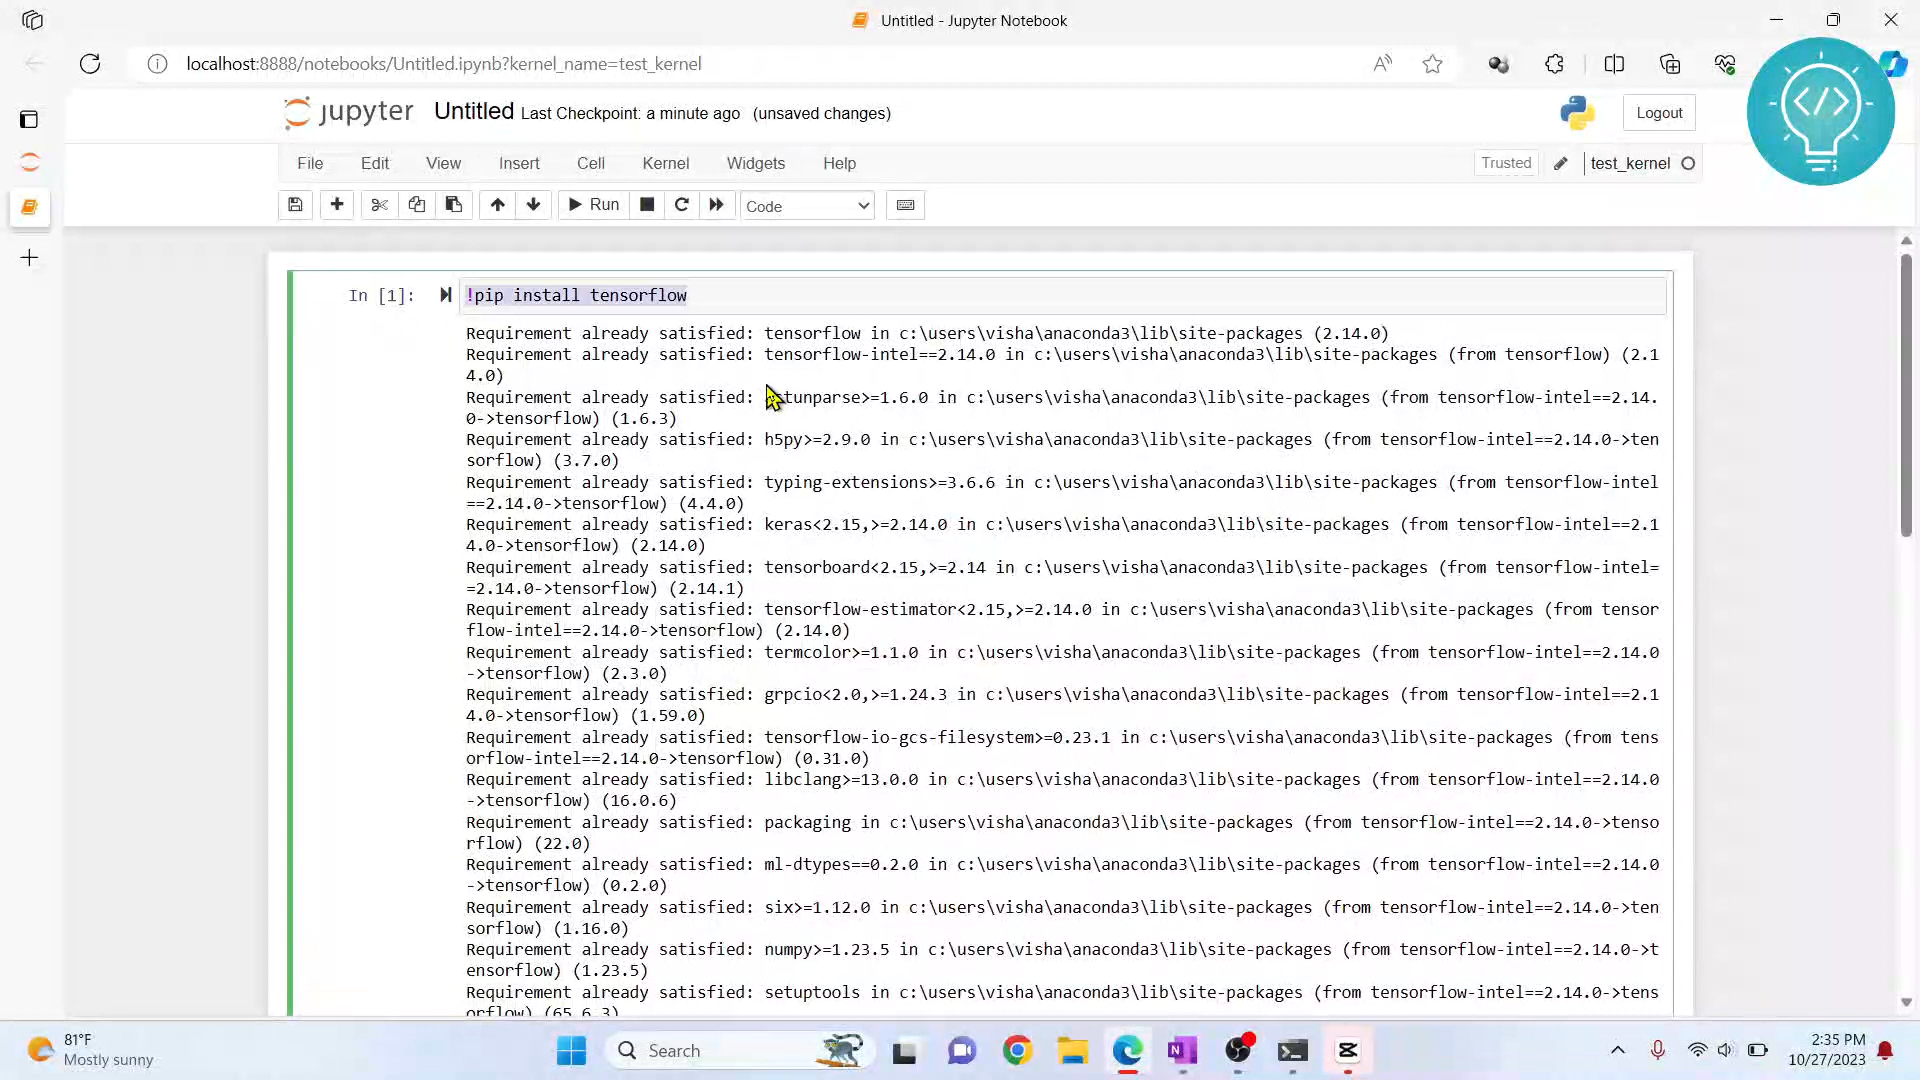 Untitled - Jupyter Notebook
localhost:8888/notebooks/Untitled.ipynb?kernel_name=test_kernel
jupyter Untitled Last Checkpoint: a minute ago (unsaved changes)
Logout
File Edit View Insert Cell Kernel Widgets Help
Trusted test_kernel
Run Code
In [1]: !pip install tensorflow
Requirement already satisfied: tensorflow in c:\users\visha\anaconda3\lib\site-packages (2.14.0)
Requirement already satisfied: tensorflow-intel==2.14.0 in c:\users\visha\anaconda3\lib\site-packages (from tensorflow) (2.1
4.0)
Requirement already satisfied: tunparse>=1.6.0 in c:\users\visha\anaconda3\lib\site-packages (from tensorflow-intel==2.14.
0->tensorflow) (1.6.3)
Requirement already satisfied: h5py>=2.9.0 in c:\users\visha\anaconda3\lib\site-packages (from tensorflow-intel==2.14.0->ten
sorflow) (3.7.0)
Requirement already satisfied: typing-extensions>=3.6.6 in c:\users\visha\anaconda3\lib\site-packages (from tensorflow-intel
==2.14.0->tensorflow) (4.4.0)
Requirement already satisfied: keras<2.15,>=2.14.0 in c:\users\visha\anaconda3\lib\site-packages (from tensorflow-intel==2.1
4.0->tensorflow) (2.14.0)
Requirement already satisfied: tensorboard<2.15,>=2.14 in c:\users\visha\anaconda3\lib\site-packages (from tensorflow-intel=
=2.14.0->tensorflow) (2.14.1)
Requirement already satisfied: tensorflow-estimator<2.15,>=2.14.0 in c:\users\visha\anaconda3\lib\site-packages (from tensor
flow-intel==2.14.0->tensorflow) (2.14.0)
Requirement already satisfied: termcolor>=1.1.0 in c:\users\visha\anaconda3\lib\site-packages (from tensorflow-intel==2.14.0
->tensorflow) (2.3.0)
Requirement already satisfied: grpcio<2.0,>=1.24.3 in c:\users\visha\anaconda3\lib\site-packages (from tensorflow-intel==2.1
4.0->tensorflow) (1.59.0)
Requirement already satisfied: tensorflow-io-gcs-filesystem>=0.23.1 in c:\users\visha\anaconda3\lib\site-packages (from tens
orflow-intel==2.14.0->tensorflow) (0.31.0)
Requirement already satisfied: libclang>=13.0.0 in c:\users\visha\anaconda3\lib\site-packages (from tensorflow-intel==2.14.0
->tensorflow) (16.0.6)
Requirement already satisfied: packaging in c:\users\visha\anaconda3\lib\site-packages (from tensorflow-intel==2.14.0->tenso
rflow) (22.0)
Requirement already satisfied: ml-dtypes==0.2.0 in c:\users\visha\anaconda3\lib\site-packages (from tensorflow-intel==2.14.0
->tensorflow) (0.2.0)
Requirement already satisfied: six>=1.12.0 in c:\users\visha\anaconda3\lib\site-packages (from tensorflow-intel==2.14.0->ten
sorflow) (1.16.0)
Requirement already satisfied: numpy>=1.23.5 in c:\users\visha\anaconda3\lib\site-packages (from tensorflow-intel==2.14.0->t
ensorflow) (1.23.5)
Requirement already satisfied: setuptools in c:\users\visha\anaconda3\lib\site-packages (from tensorflow-intel==2.14.0->tens
orflow) (65.6.3)
81°F
Mostly sunny
Search
2:35 PM
10/27/2023